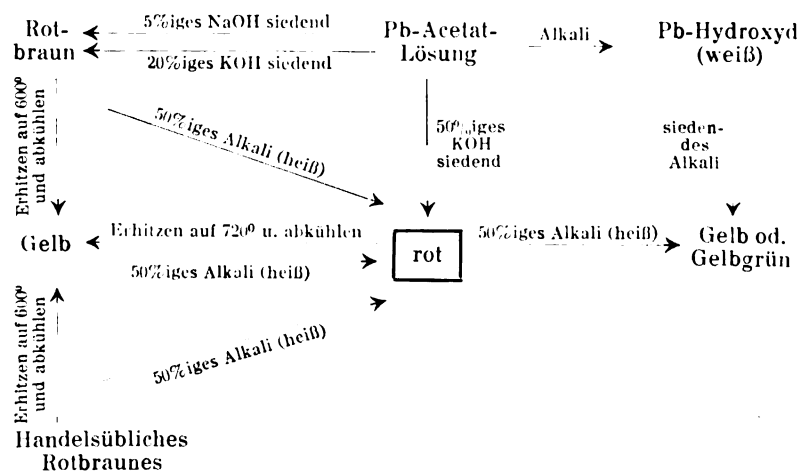 Rot-
braun
5%iges NaOH siedend
20%iges KOH siedend
Pb-Acetat-
Lösung
Alkali
Pb-Hydroxyd
(weiß)
Erhitzen auf 600°
und abkühlen
50%iges Alkali (heiß)
50%iges
KOH
siedend
sieden-
des
Alkali
Gelb
Erhitzen auf 720° u. abkühlen
50%iges Alkali (heiß)
rot
50%iges Alkali (heiß)
Gelb od.
Gelbgrün
Erhitzen auf 600°
und abkühlen
50%iges Alkali (heiß)
Handelsübliches
Rotbraunes